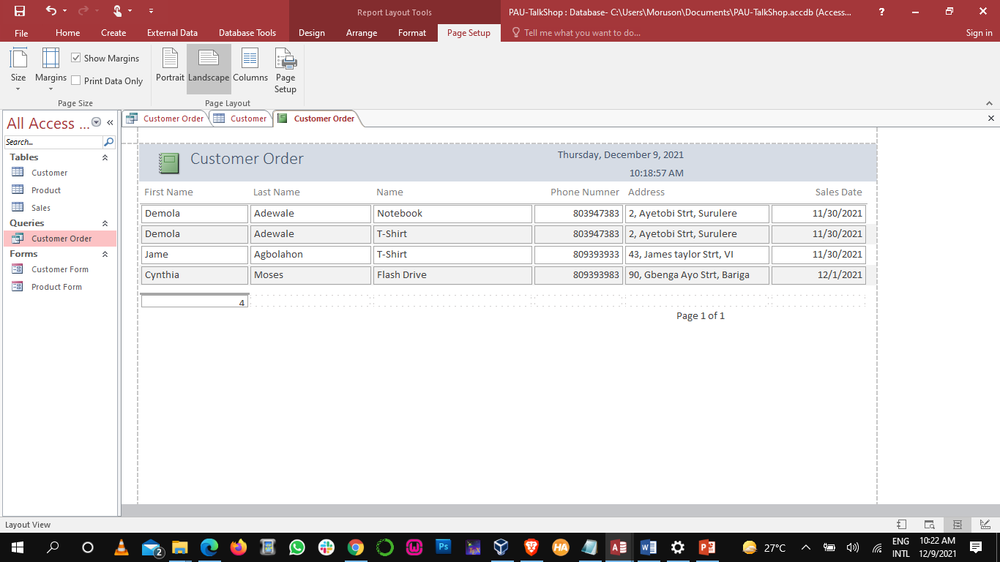 Report Layout Tools
PAU-TalkShop : Database- C:\Users\Moruson\Documents\PAU-TalkShop.accdb (Access...
?
File Home Create External Data Database Tools Design Arrange Format Page Setup Tell me what you want to do... Sign in
Size
Margins
Show Margins
Print Data Only
Page Size
Portrait
Landscape
Columns
Page Setup
Page Layout
All Access ...
Search...
Tables
Customer
Product
Sales
Queries
Customer Order
Forms
Customer Form
Product Form
Customer Order Customer Customer Order
Customer Order
Thursday, December 9, 2021
10:18:57 AM
First Name Last Name Name Phone Numner Address Sales Date
Demola Adewale Notebook 803947383 2, Ayetobi Strt, Surulere 11/30/2021
Demola Adewale T-Shirt 803947383 2, Ayetobi Strt, Surulere 11/30/2021
Jame Agbolahon T-Shirt 809393933 43, James taylor Strt, VI 11/30/2021
Cynthia Moses Flash Drive 809393983 90, Gbenga Ayo Strt, Bariga 12/1/2021
4
Page 1 of 1
Layout View
2
Ps
HA
27°C
ENG
INTL
10:22 AM
12/9/2021